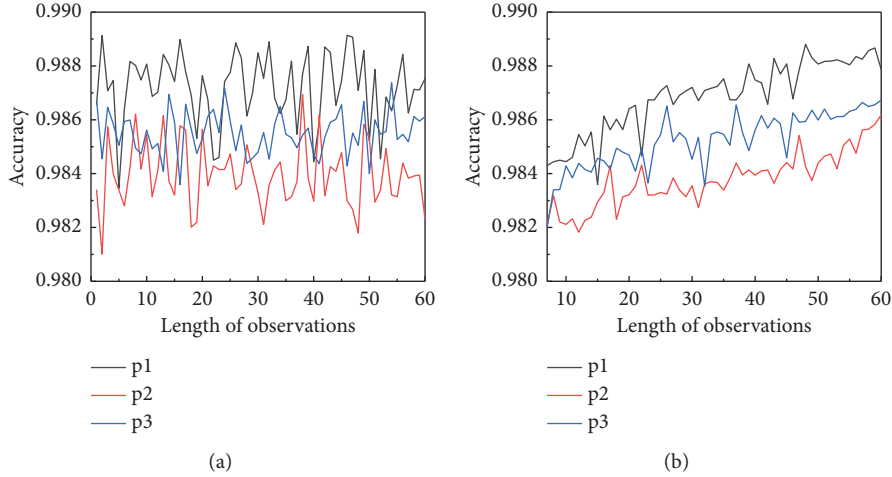 0.990
0.988
0.986
0.984
0.982
0.980
Accuracy
0 10 20 30 40 50 60
Length of observations
p1
p2
p3
(a)
0.990
0.988
0.986
0.984
0.982
0.980
Accuracy
10 20 30 40 50 60
Length of observations
p1
p2
p3
(b)